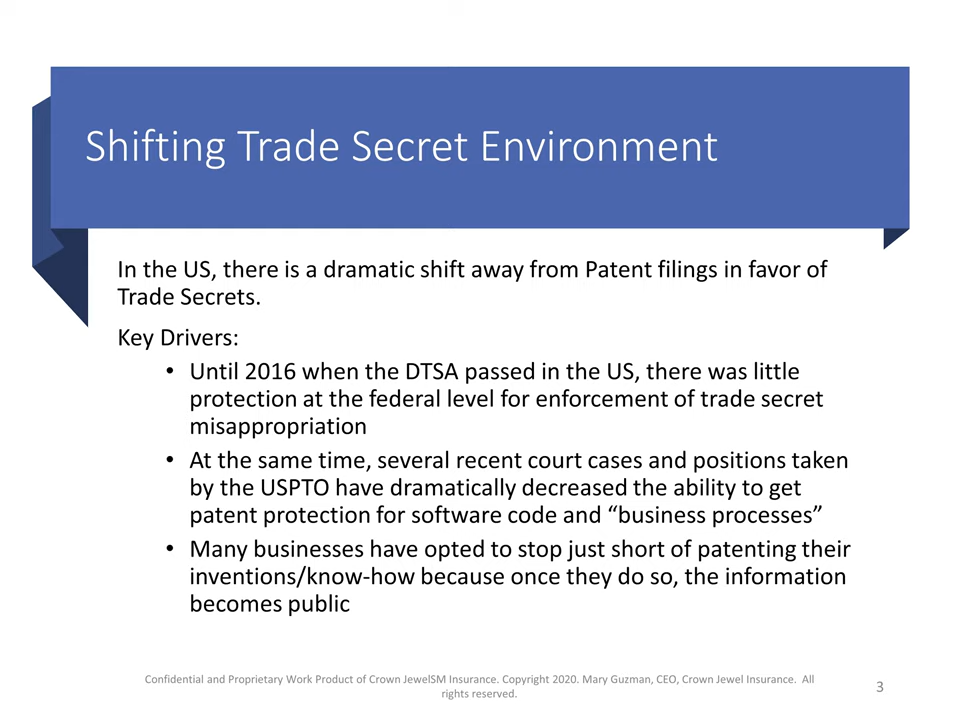 Shifting Trade Secret Environment
In the US, there is a dramatic shift away from Patent filings in favor of
Trade Secrets.
Key Drivers:
• Until 2016 when the DTSA passed in the US, there was little
protection at the federal level for enforcement of trade secret
misappropriation
• At the same time, several recent court cases and positions taken
by the USPTO have dramatically decreased the ability to get
patent protection for software code and “business processes”
• Many businesses have opted to stop just short of patenting their
inventions/know-how because once they do so, the information
becomes public
Confidential and Proprietary Work Product of Crown JewelSM Insurance. Copyright 2020. Mary Guzman, CEO, Crown Jewel Insurance.  All
rights reserved.
3